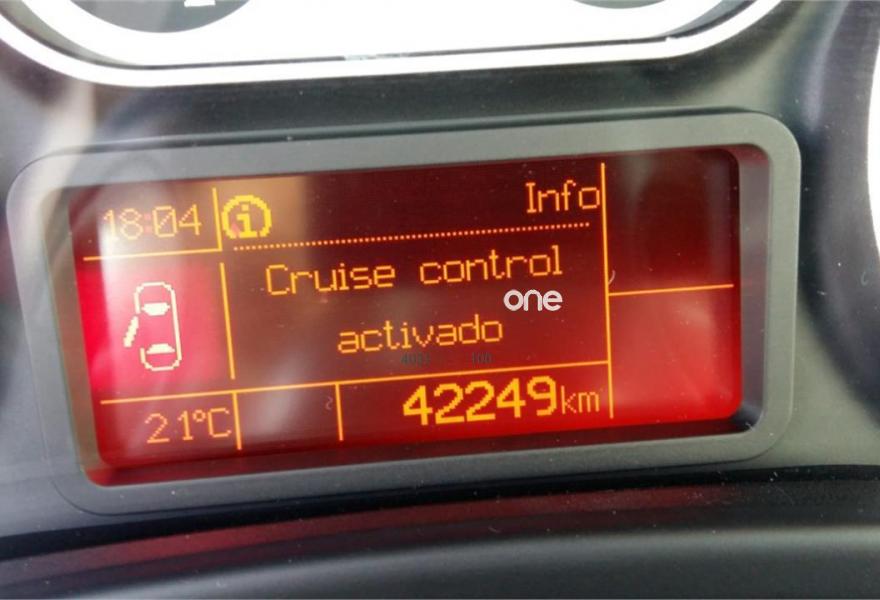 18:04 i Info
Cruise control
one
activado
21°C 42249km